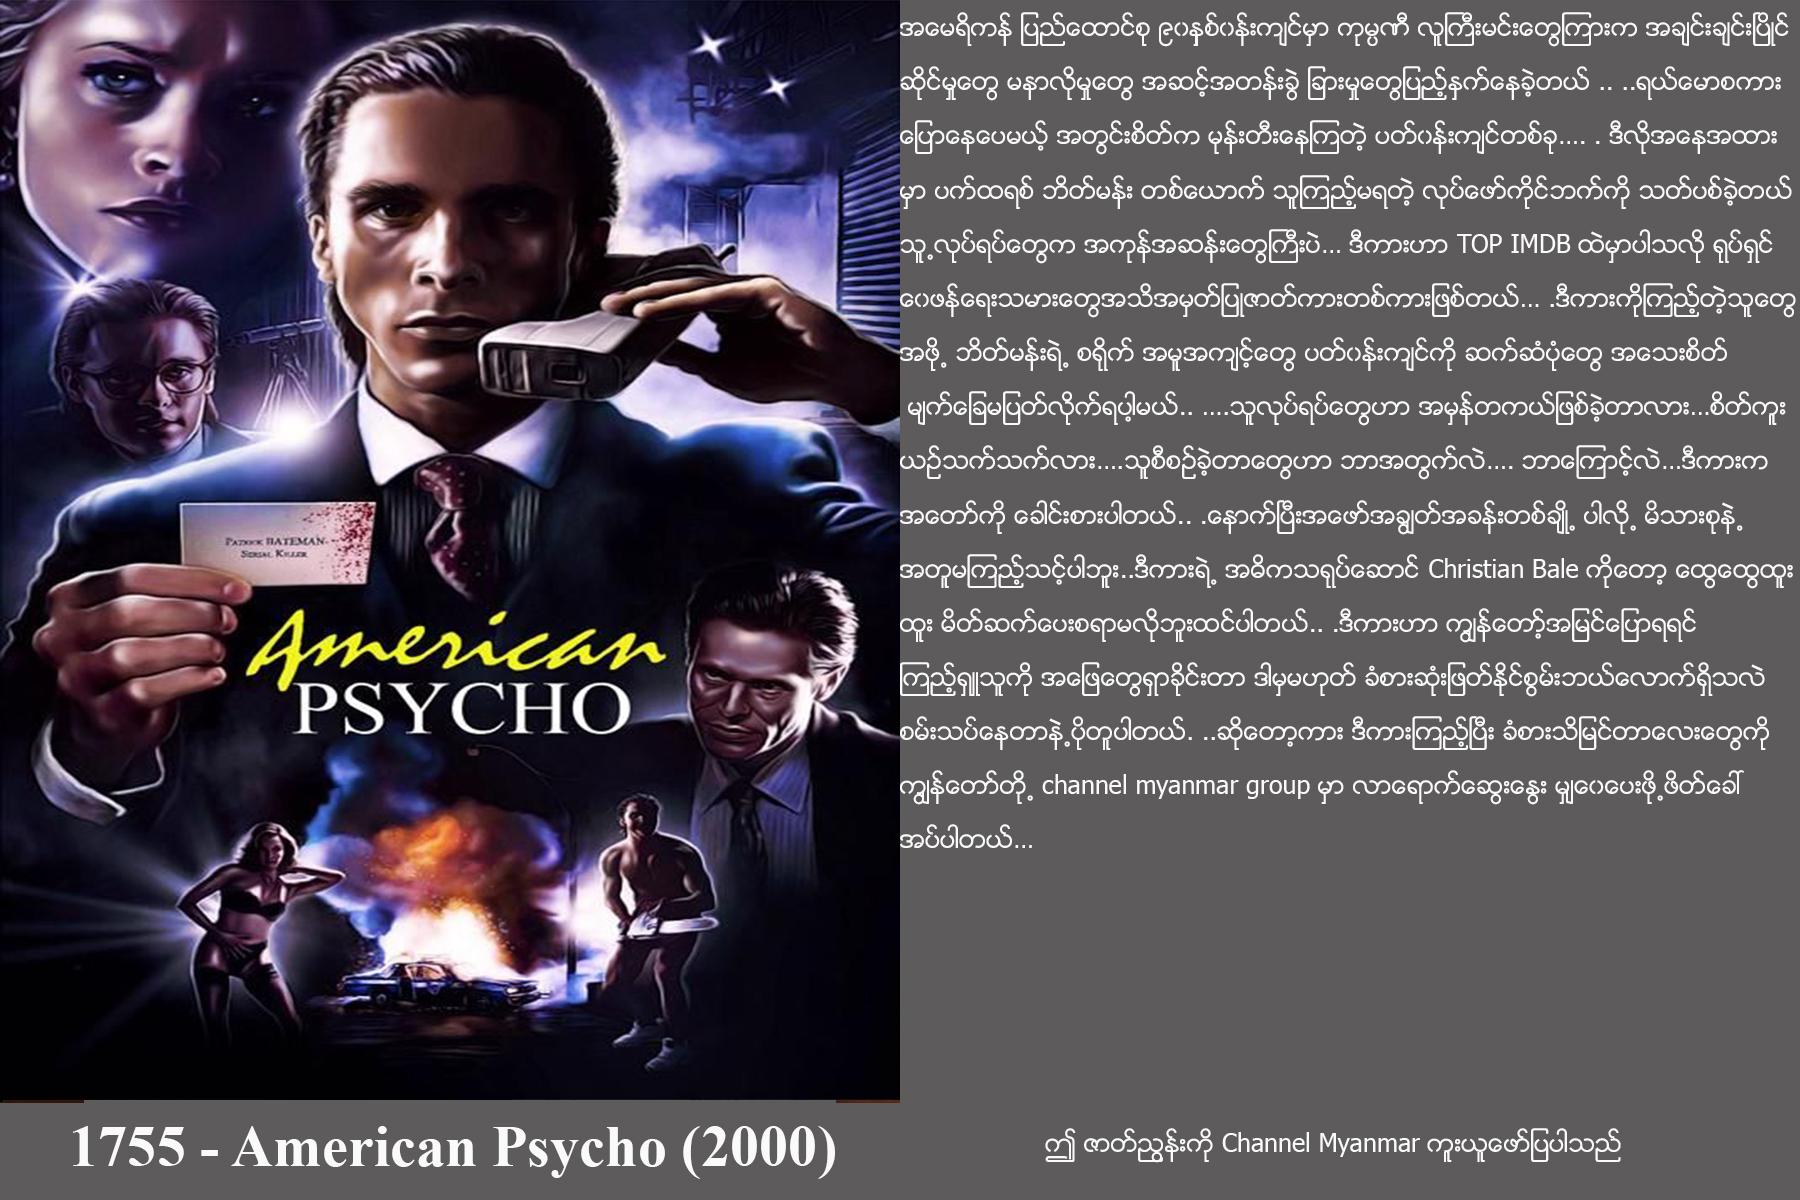 အမေရိကန် ပြည်ထောင်စု ၉၀နှစ်ဝန်းကျင်မှာ ကုမ္ပဏီ လူကြီးမင်းတွေကြားက အချင်းချင်းပြိုင်
ဆိုင်မှုတွေ မနာလိုမှုတွေ အဆင့်အတန်းခွဲ ခြားမှုတွေပြည့်နှက်နေခဲ့တယ် .. ..ရယ်မောစကား
ပြောနေပေမယ့် အတွင်းစိတ်က မုန်းတီးနေကြတဲ့ ပတ်ဝန်းကျင်တစ်ခု.... . ဒီလိုအနေအထား
မှာ ပက်ထရစ် ဘိတ်မန်း တစ်ယောက် သူကြည့်မရတဲ့ လုပ်ဖော်ကိုင်ဘက်ကို သတ်ပစ်ခဲ့တယ်
သူ့လုပ်ရပ်တွေက အကုန်အဆန်းတွေကြီးပဲ... ဒီကားဟာ TOP IMDB ထဲမှာပါသလို ရုပ်ရှင်
ဝေဖန်ရေးသမားတွေအသိအမှတ်ပြုဇာတ်ကားတစ်ကားဖြစ်တယ်... .ဒီကားကိုကြည့်တဲ့သူတွေ
အဖို့ ဘိတ်မန်းရဲ့ စရိုက် အမူအကျင့်တွေ ပတ်ဝန်းကျင်ကို ဆက်ဆံပုံတွေ အသေးစိတ်
မျက်ခြေမပြတ်လိုက်ရပါ့မယ်.. ....သူလုပ်ရပ်တွေဟာ အမှန်တကယ်ဖြစ်ခဲ့တာလား...စိတ်ကူး
ယဉ်သက်သက်လား....သူစီစဉ်ခဲ့တာတွေဟာ ဘာအတွက်လဲ.... ဘာကြောင့်လဲ...ဒီကားက
အတော်ကို ခေါင်းစားပါတယ်.. .နောက်ပြီးအဖော်အချွတ်အခန်းတစ်ချို့ ပါလို့ မိသားစုနဲ့
အတူမကြည့်သင့်ပါဘူး..ဒီကားရဲ့ အဓိကသရုပ်ဆောင် Christian Bale ကိုတော့ ထွေထွေထူး
ထူး မိတ်ဆက်ပေးစရာမလိုဘူးထင်ပါတယ်.. .ဒီကားဟာ ကျွန်တော့်အမြင်ပြောရရင်
ကြည့်ရှူသူကို အဖြေတွေရှာခိုင်းတာ ဒါမှမဟုတ် ခံစားဆုံးဖြတ်နိုင်စွမ်းဘယ်လောက်ရှိသလဲ
စမ်းသပ်နေတာနဲ့ပိုတူပါတယ်. ..ဆိုတော့ကား ဒီကားကြည့်ပြီး ခံစားသိမြင်တာလေးတွေကို
ကျွန်တော်တို့ channel myanmar group မှာ လာရောက်ဆွေးနွေး မျှဝေပေးဖို့ဖိတ်ခေါ်
အပ်ပါတယ်...
PATRICK BATEMAN
SERIAL KILLER
American
PSYCHO
1755 - American Psycho (2000)
ဤ ဇာတ်ညွှန်းကို Channel Myanmar ကူးယူဖော်ပြပါသည်